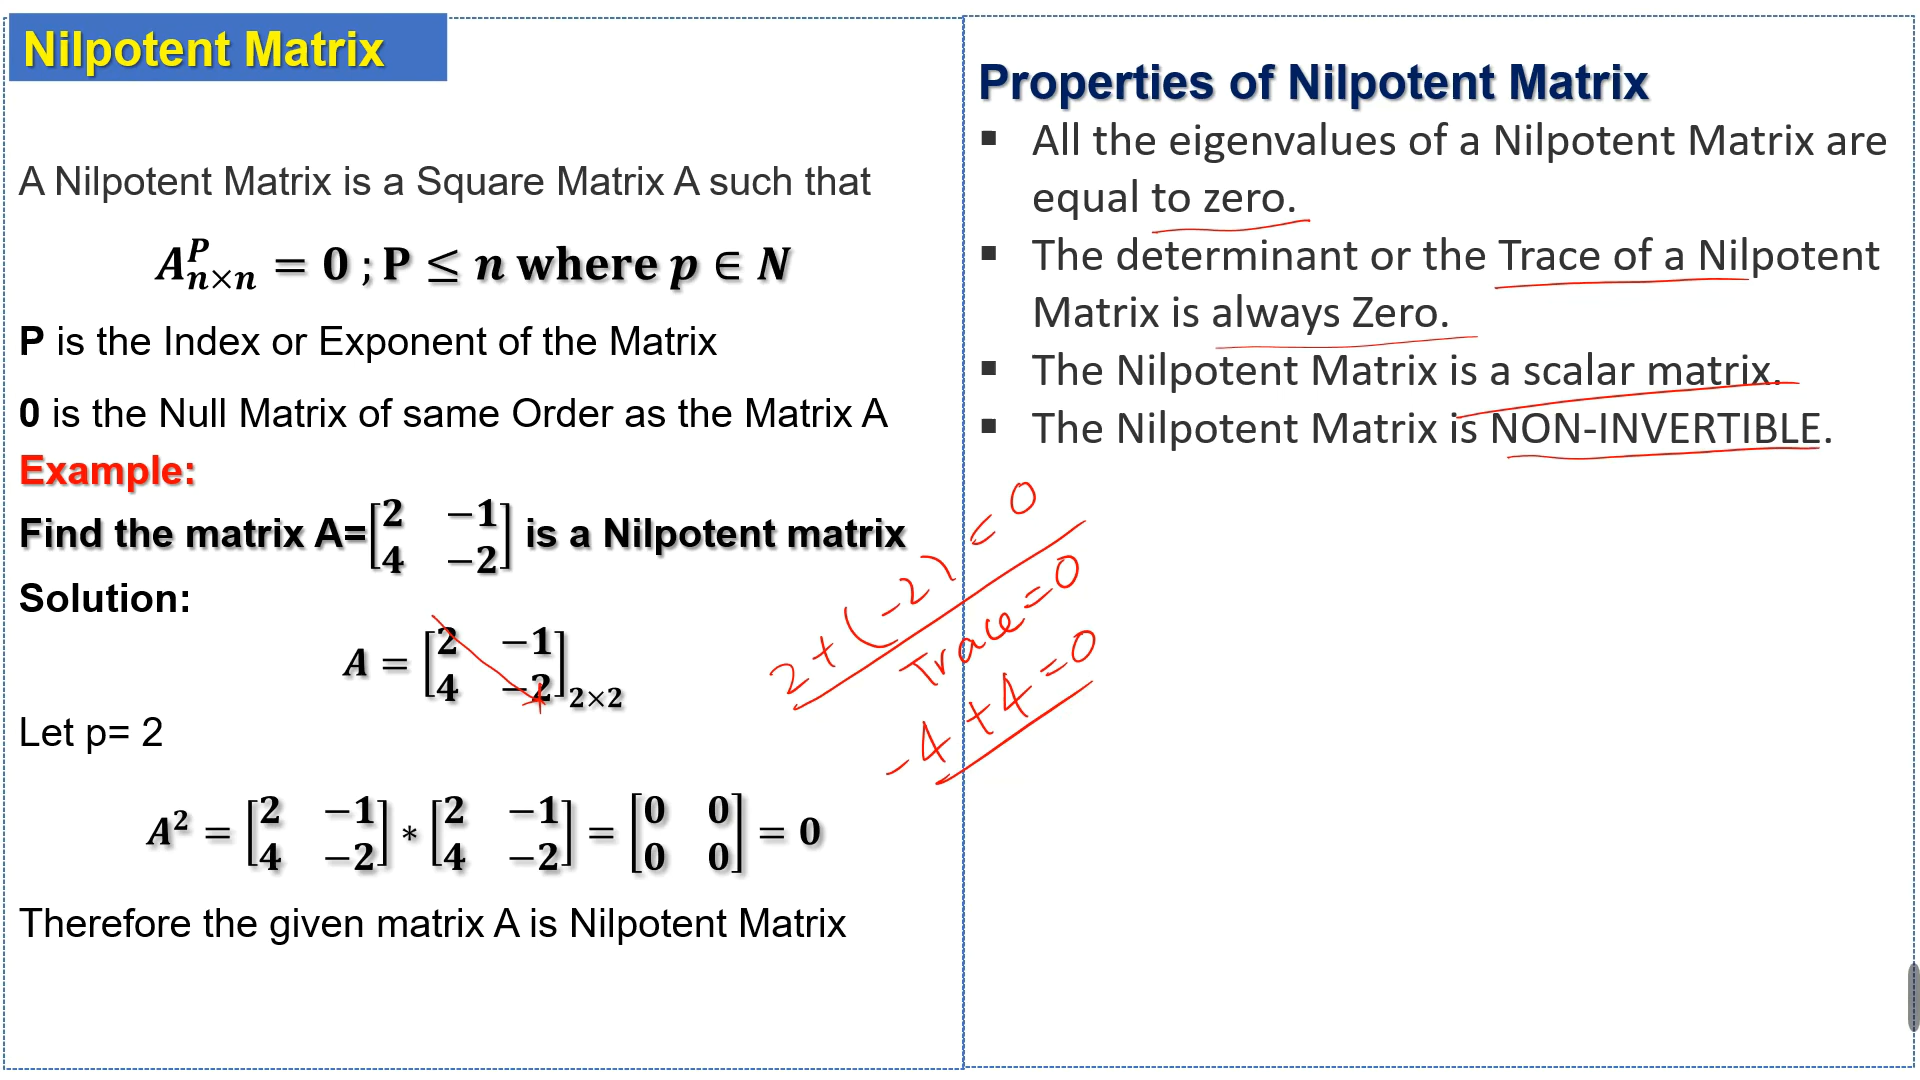 Nilpotent Matrix
A Nilpotent Matrix is a Square Matrix A such that
A^P_{n×n} = 0 ; P ≤ n where p ∈ N
P is the Index or Exponent of the Matrix
0 is the Null Matrix of same Order as the Matrix A
Example:
Find the matrix A=[2 −1; 4 −2] is a Nilpotent matrix
Solution:
A = [2 −1; 4 −2]_{2×2}
Let p= 2
A² = [2 −1; 4 −2] * [2 −1; 4 −2] = [0 0; 0 0] = 0
Therefore the given matrix A is Nilpotent Matrix
Properties of Nilpotent Matrix
▪ All the eigenvalues of a Nilpotent Matrix are
equal to zero.
▪ The determinant or the Trace of a Nilpotent
Matrix is always Zero.
▪ The Nilpotent Matrix is a scalar matrix.
▪ The Nilpotent Matrix is NON-INVERTIBLE.
2+(-2) = 0
Trace=0
-4+4=0